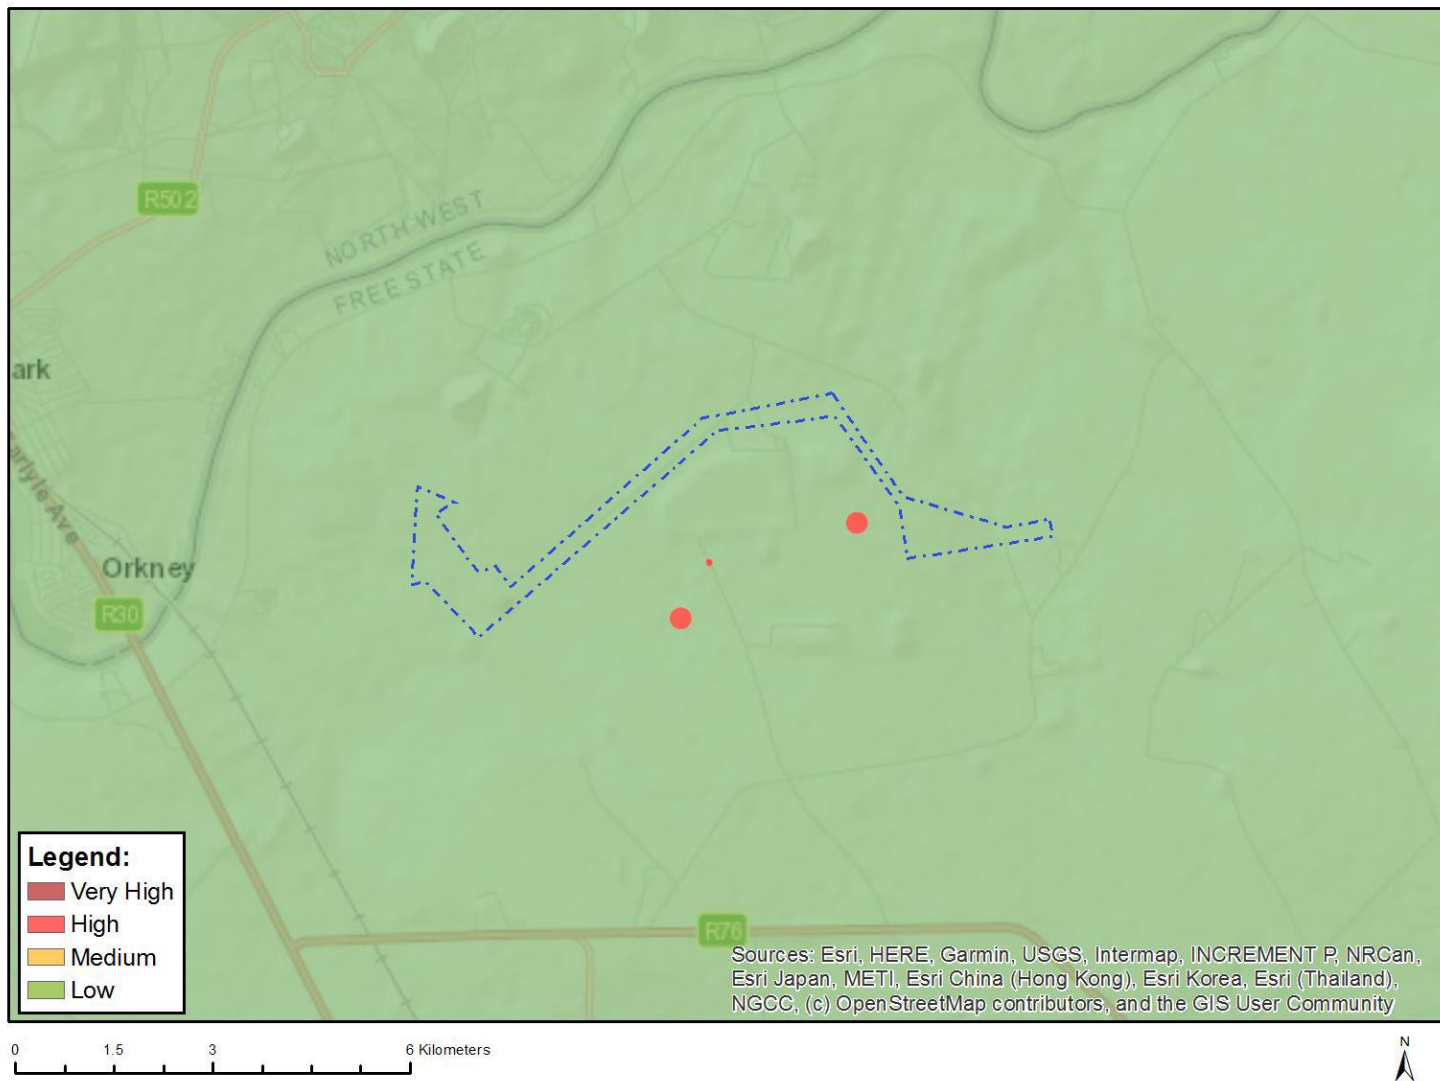 R502
NORTH WEST
FREE STATE
ark
arlyle Ave
Orkney
R30
R76
Legend:
Very High
High
Medium
Low
Sources: Esri, HERE, Garmin, USGS, Intermap, INCREMENT P, NRCan,
Esri Japan, METI, Esri China (Hong Kong), Esri Korea, Esri (Thailand),
NGCC, (c) OpenStreetMap contributors, and the GIS User Community
0 1.5 3 6 Kilometers
N